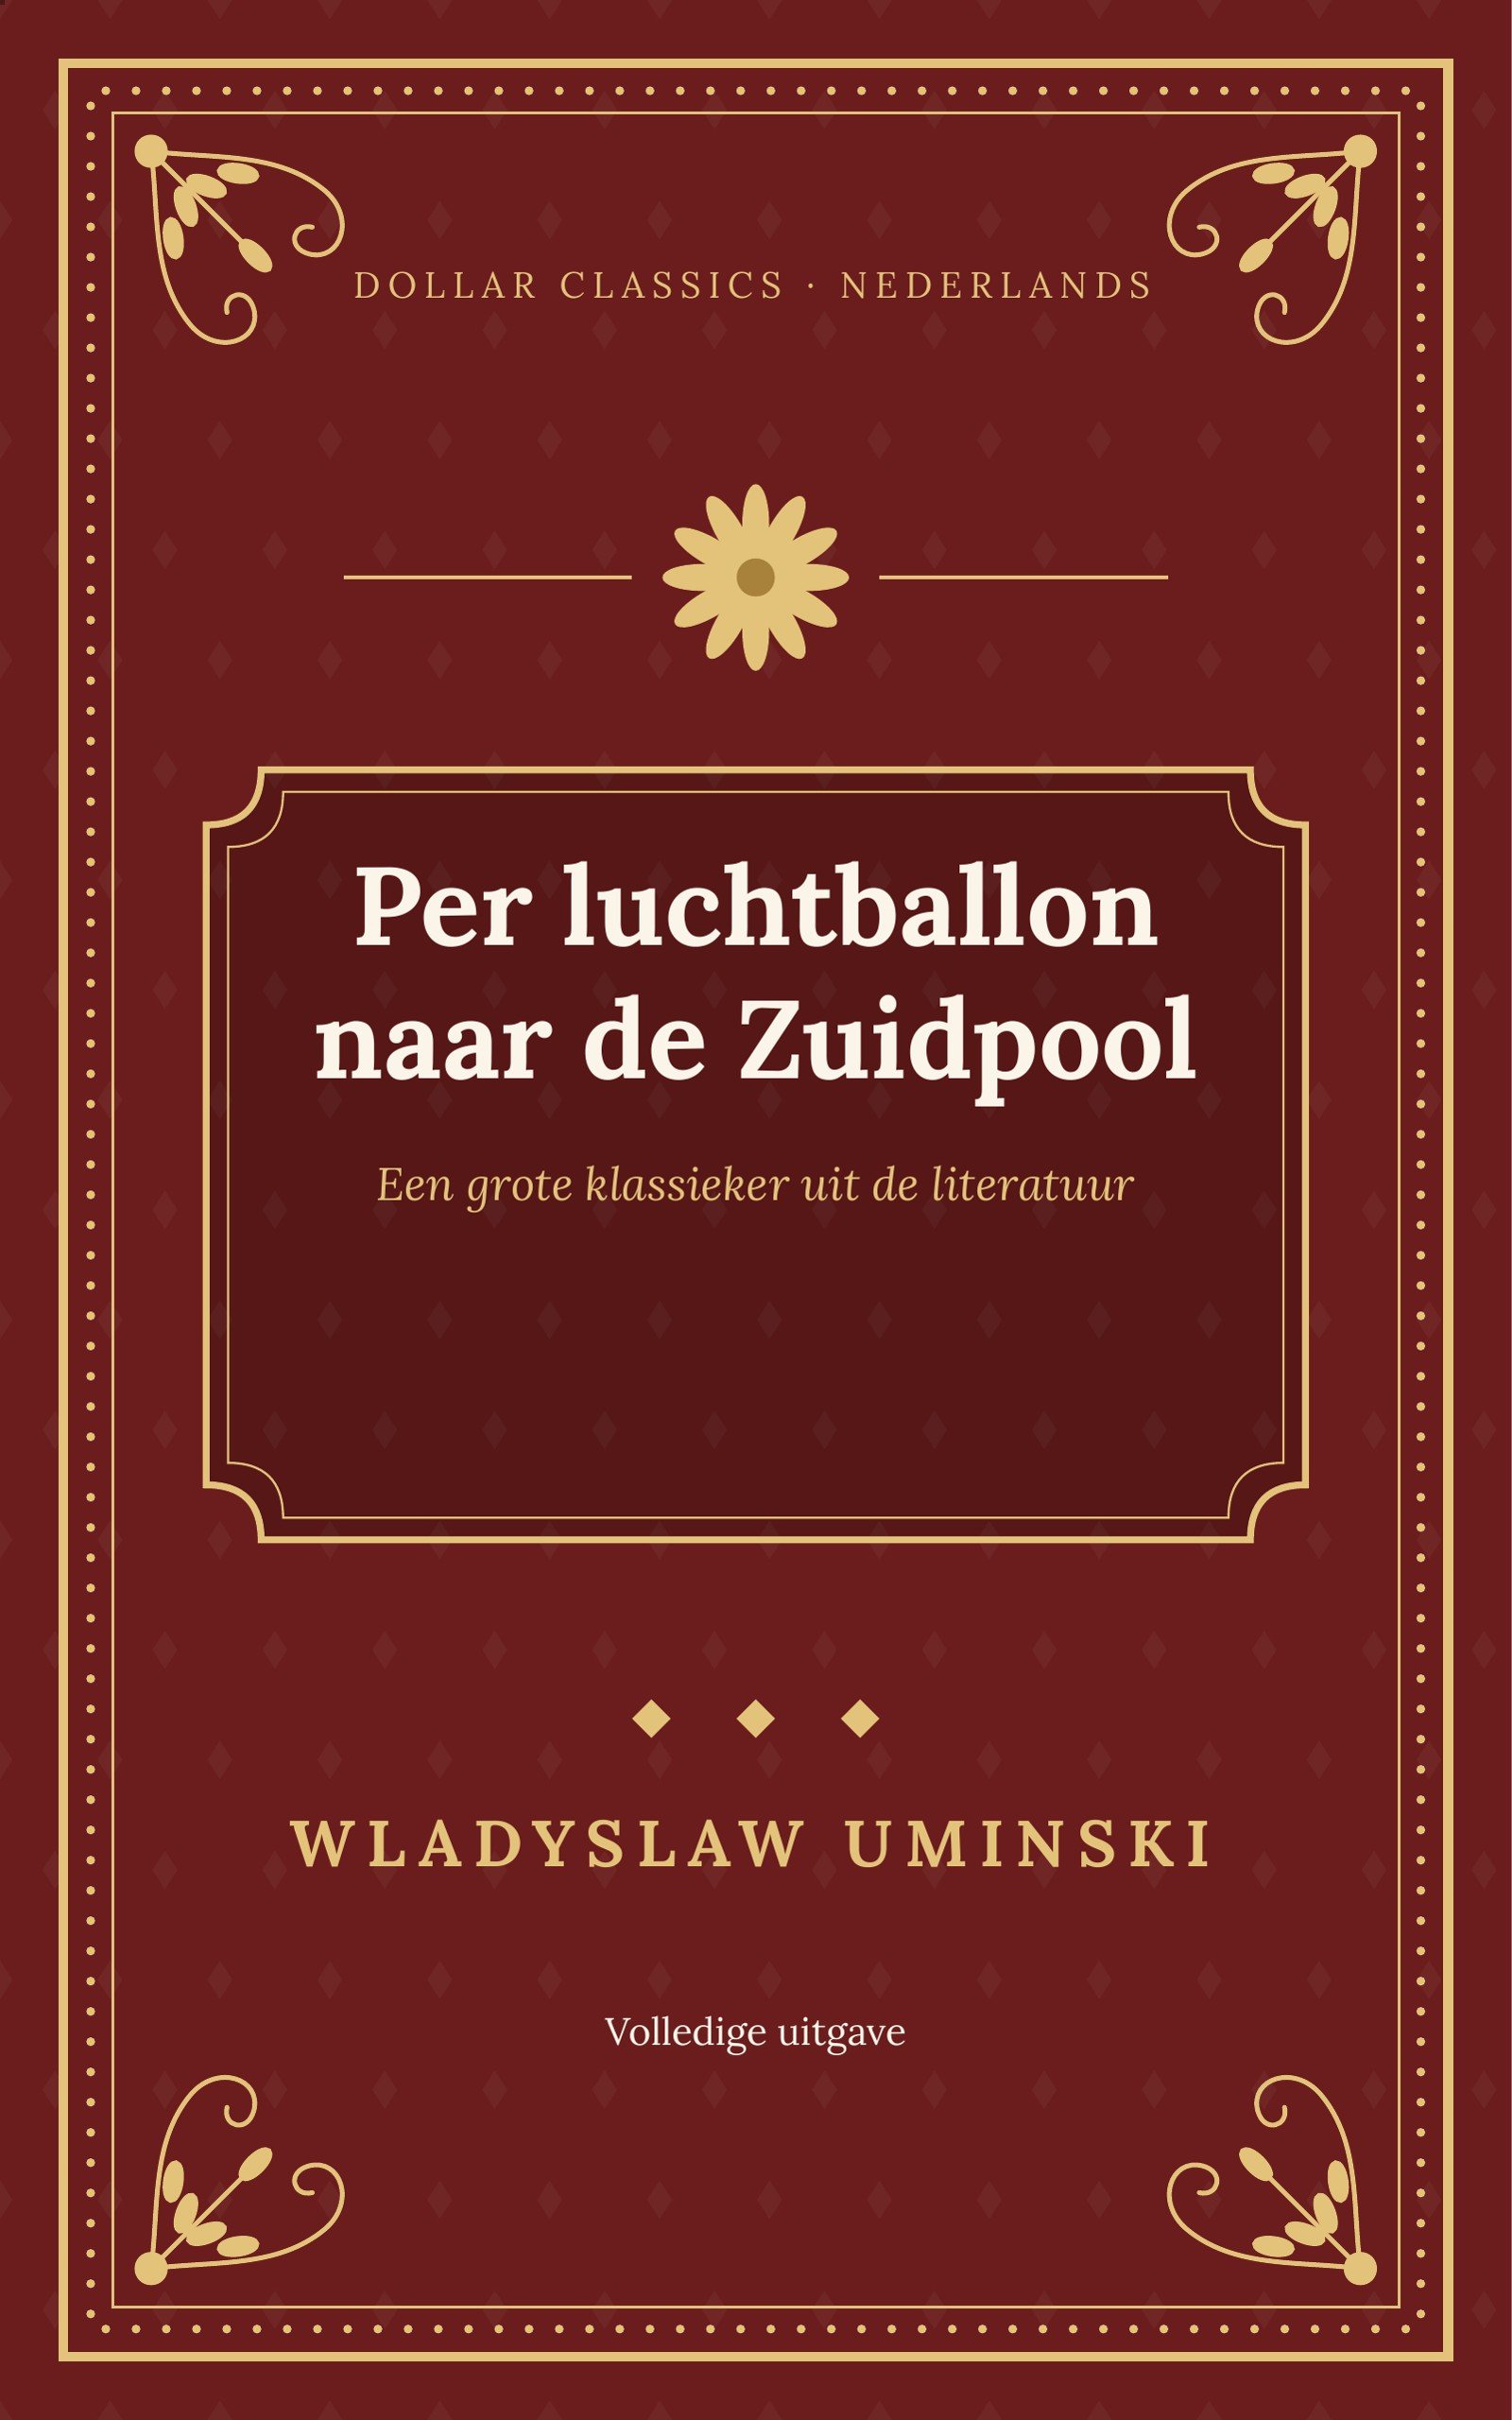 DOLLAR CLASSICS · NEDERLANDS
Per luchtballon
naar de Zuidpool
Een grote klassieker uit de literatuur
WLADYSLAW UMINSKI
Volledige uitgave